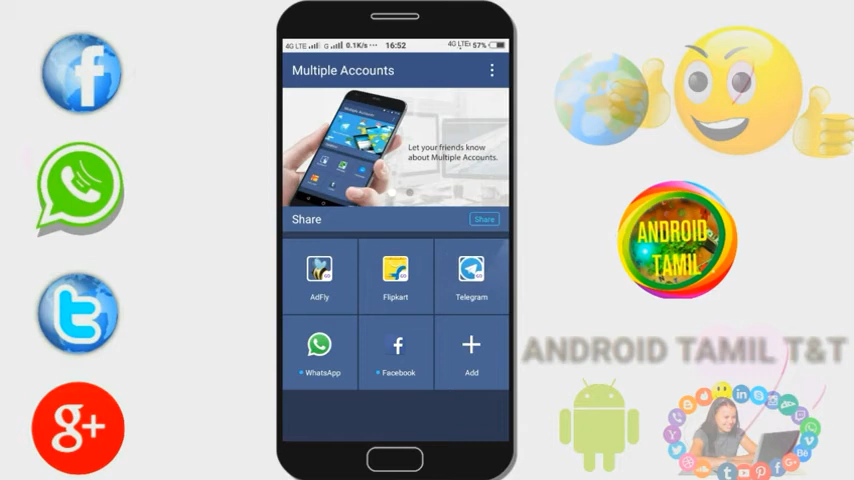 4G LTE G 0.1K/s ... 16:52 4G LTE 57%
Multiple Accounts
Multiple Accounts
Let your friends know
about Multiple Accounts.
Share
Share
AdFly
Flipkart
Telegram
WhatsApp
Facebook
Add
g+
ANDROID
TAMIL
ANDROID TAMIL T&T